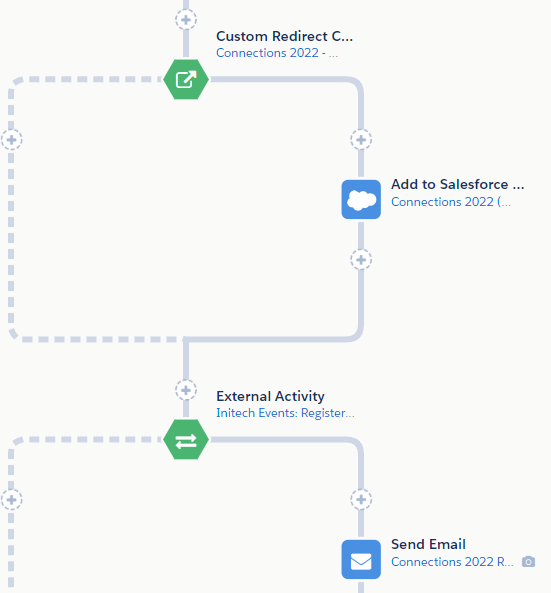 Custom Redirect C...
Connections 2022 - ...
Add to Salesforce ...
Connections 2022 (...
External Activity
Initech Events: Register...
Send Email
Connections 2022 R...